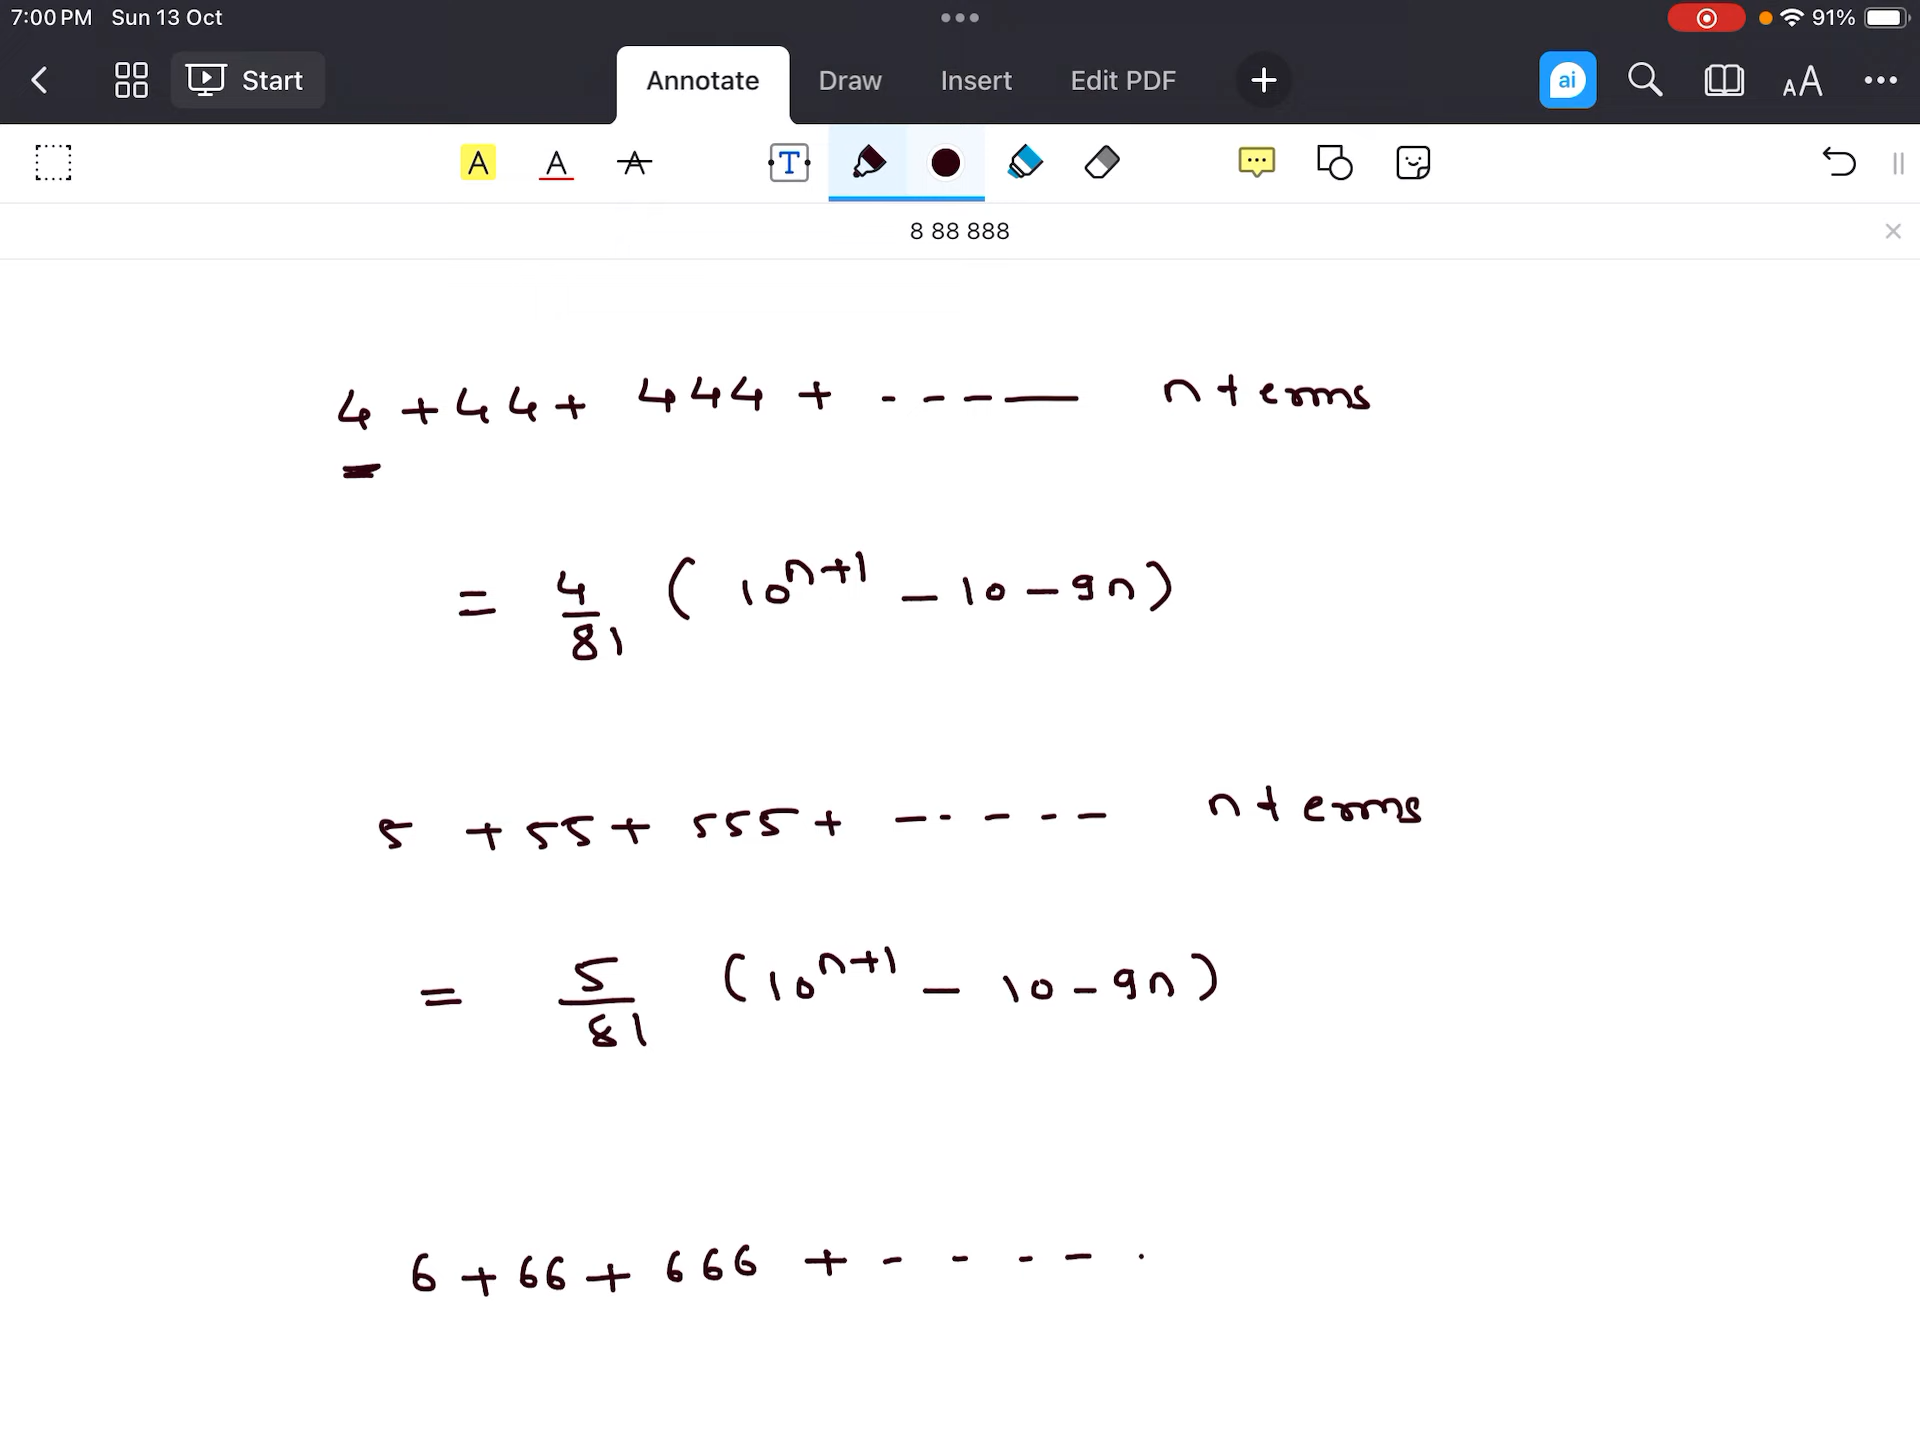 7:00 PM Sun 13 Oct 91%
Start Annotate Draw Insert Edit PDF + ai AA
A A A T
8 88 888
4 + 44 + 444 + - - - — n terms
= 4/81 ( 10^(n+1) - 10 - 9n )
5 + 55 + 555 + - - - - - n terms
= 5/81 ( 10^(n+1) - 10 - 9n )
6 + 66 + 666 + - - - - .